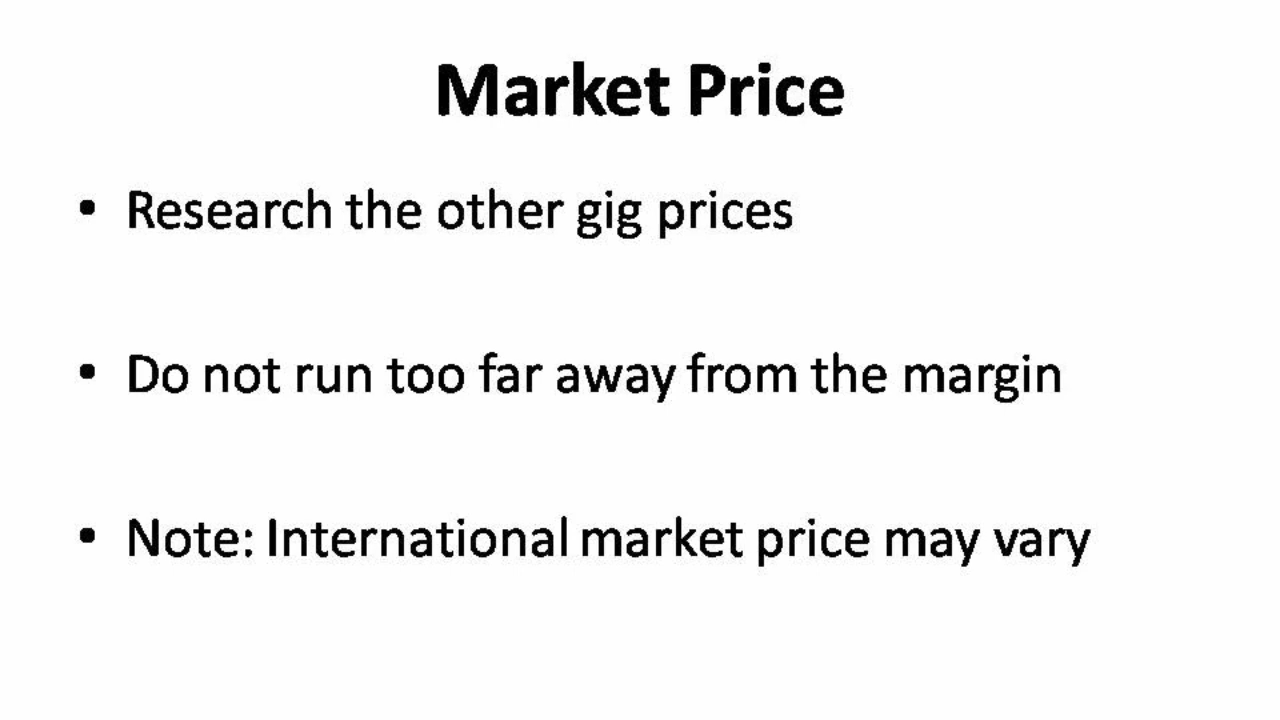 Market Price
• Research the other gig prices
• Do not run too far away from the margin
• Note: International market price may vary